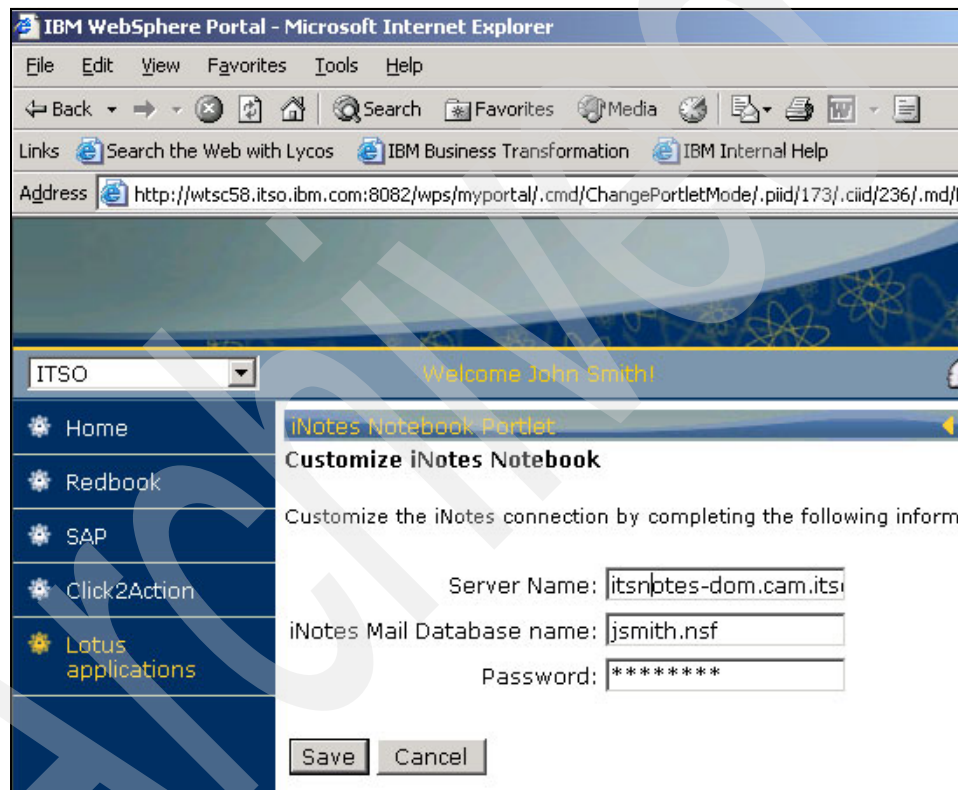 IBM WebSphere Portal - Microsoft Internet Explorer
File Edit View Favorites Tools Help
Back Search Favorites Media
Links Search the Web with Lycos IBM Business Transformation IBM Internal Help
Address http://wtsc58.itso.ibm.com:8082/wps/myportal/.cmd/ChangePortletMode/.piid/173/.ciid/236/.md/
ITSO Welcome John Smith!
Home
Redbook
SAP
Click2Action
Lotus
applications
iNotes Notebook Portlet
Customize iNotes Notebook
Customize the iNotes connection by completing the following inform
Server Name: itsnotes-dom.cam.its
iNotes Mail Database name: jsmith.nsf
Password: ********
Save Cancel
Archived